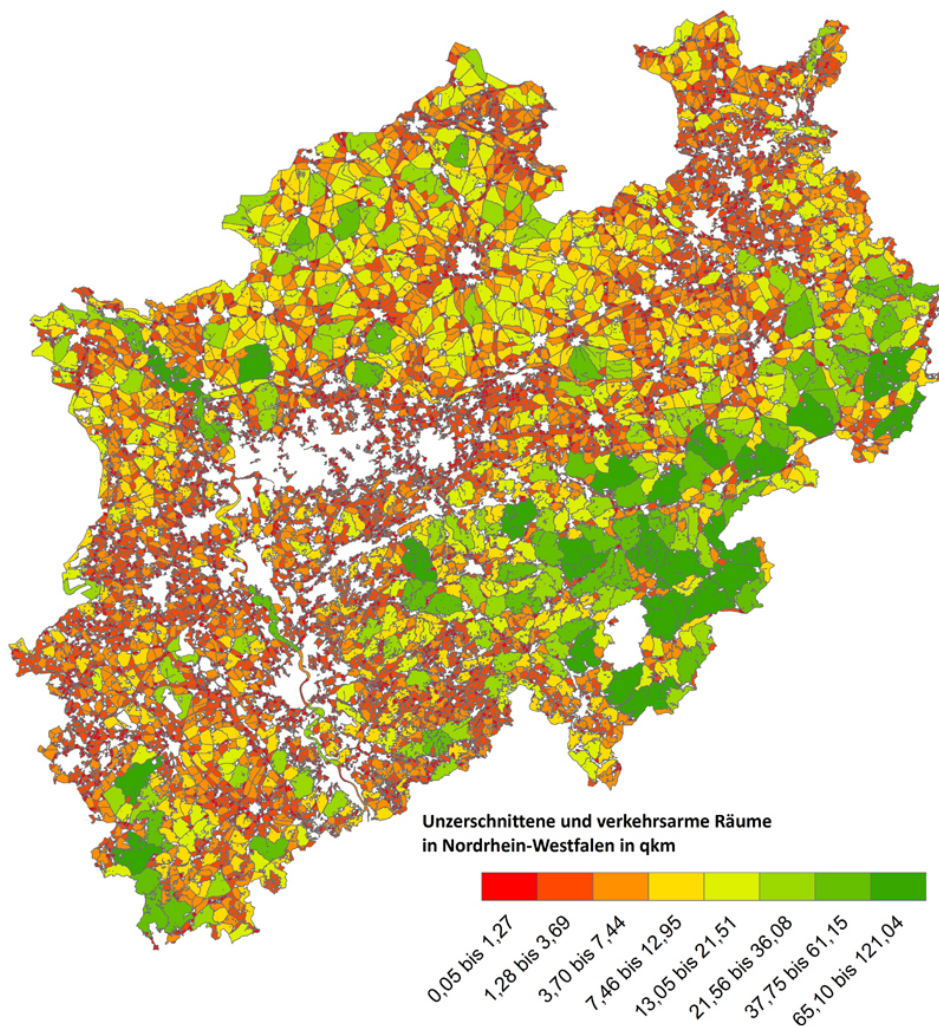 Unzerschnittene und verkehrsarme Räume
in Nordrhein-Westfalen in qkm
0,05 bis 1,27
1,28 bis 3,69
3,70 bis 7,44
7,46 bis 12,95
13,05 bis 21,51
21,56 bis 36,08
37,75 bis 61,15
65,10 bis 121,04